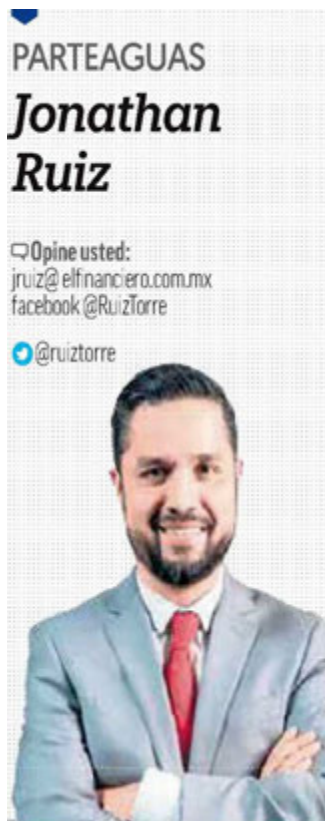 PARTEAGUAS
Jonathan
Ruiz
Opine usted:
jruiz@elfinanciero.com.mx
facebook @RuizTorre
@ruiztorre